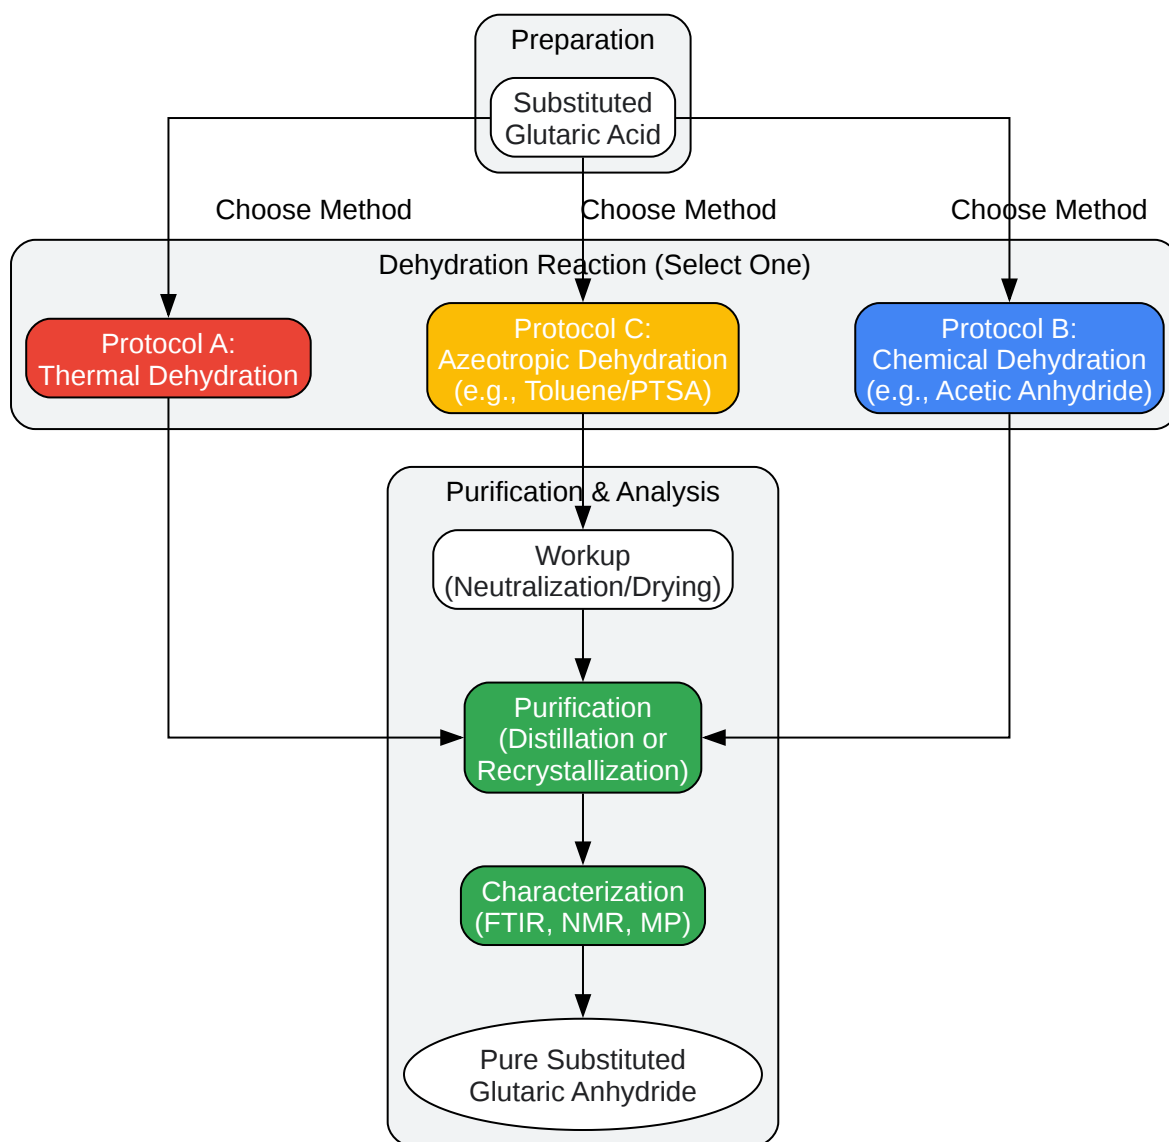 Preparation
Substituted
Glutaric Acid
Choose Method
Choose Method
Choose Method
Dehydration Reaction (Select One)
Protocol A:
Thermal Dehydration
Protocol C:
Azeotropic Dehydration
(e.g., Toluene/PTSA)
Protocol B:
Chemical Dehydration
(e.g., Acetic Anhydride)
Purification & Analysis
Workup
(Neutralization/Drying)
Purification
(Distillation or
Recrystallization)
Characterization
(FTIR, NMR, MP)
Pure Substituted
Glutaric Anhydride